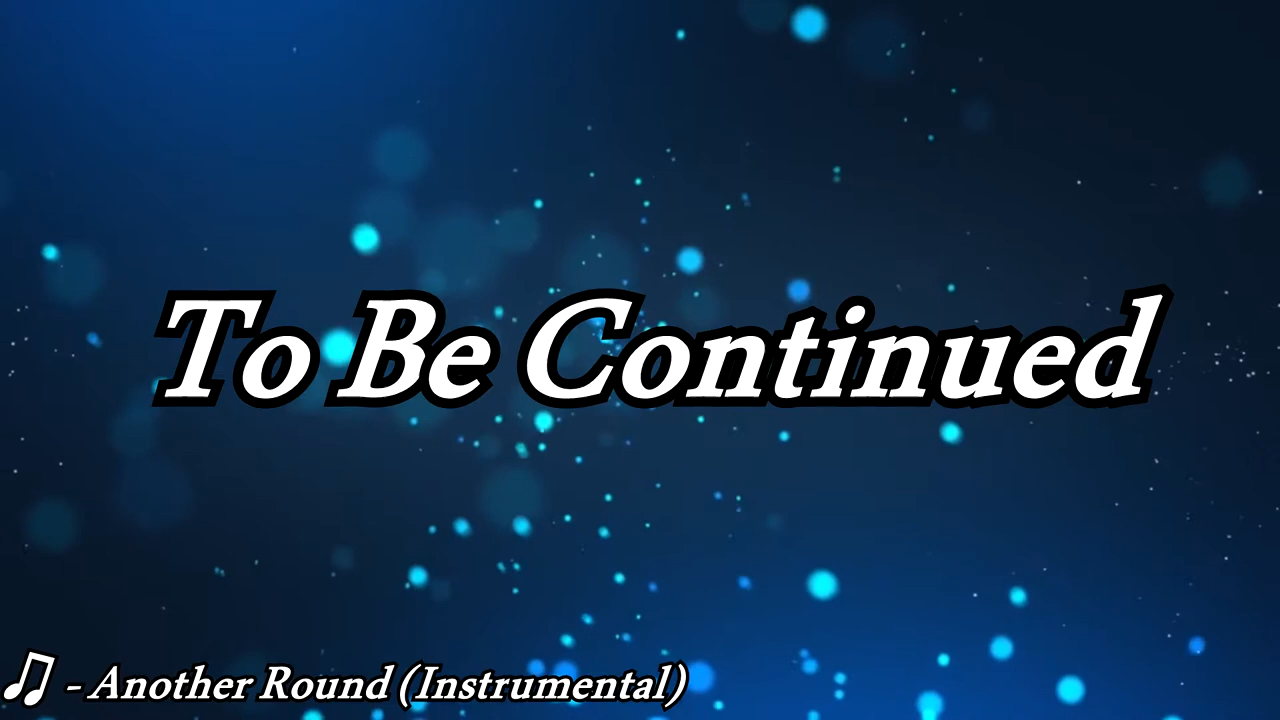 To Be Continued
♫ - Another Round (Instrumental)